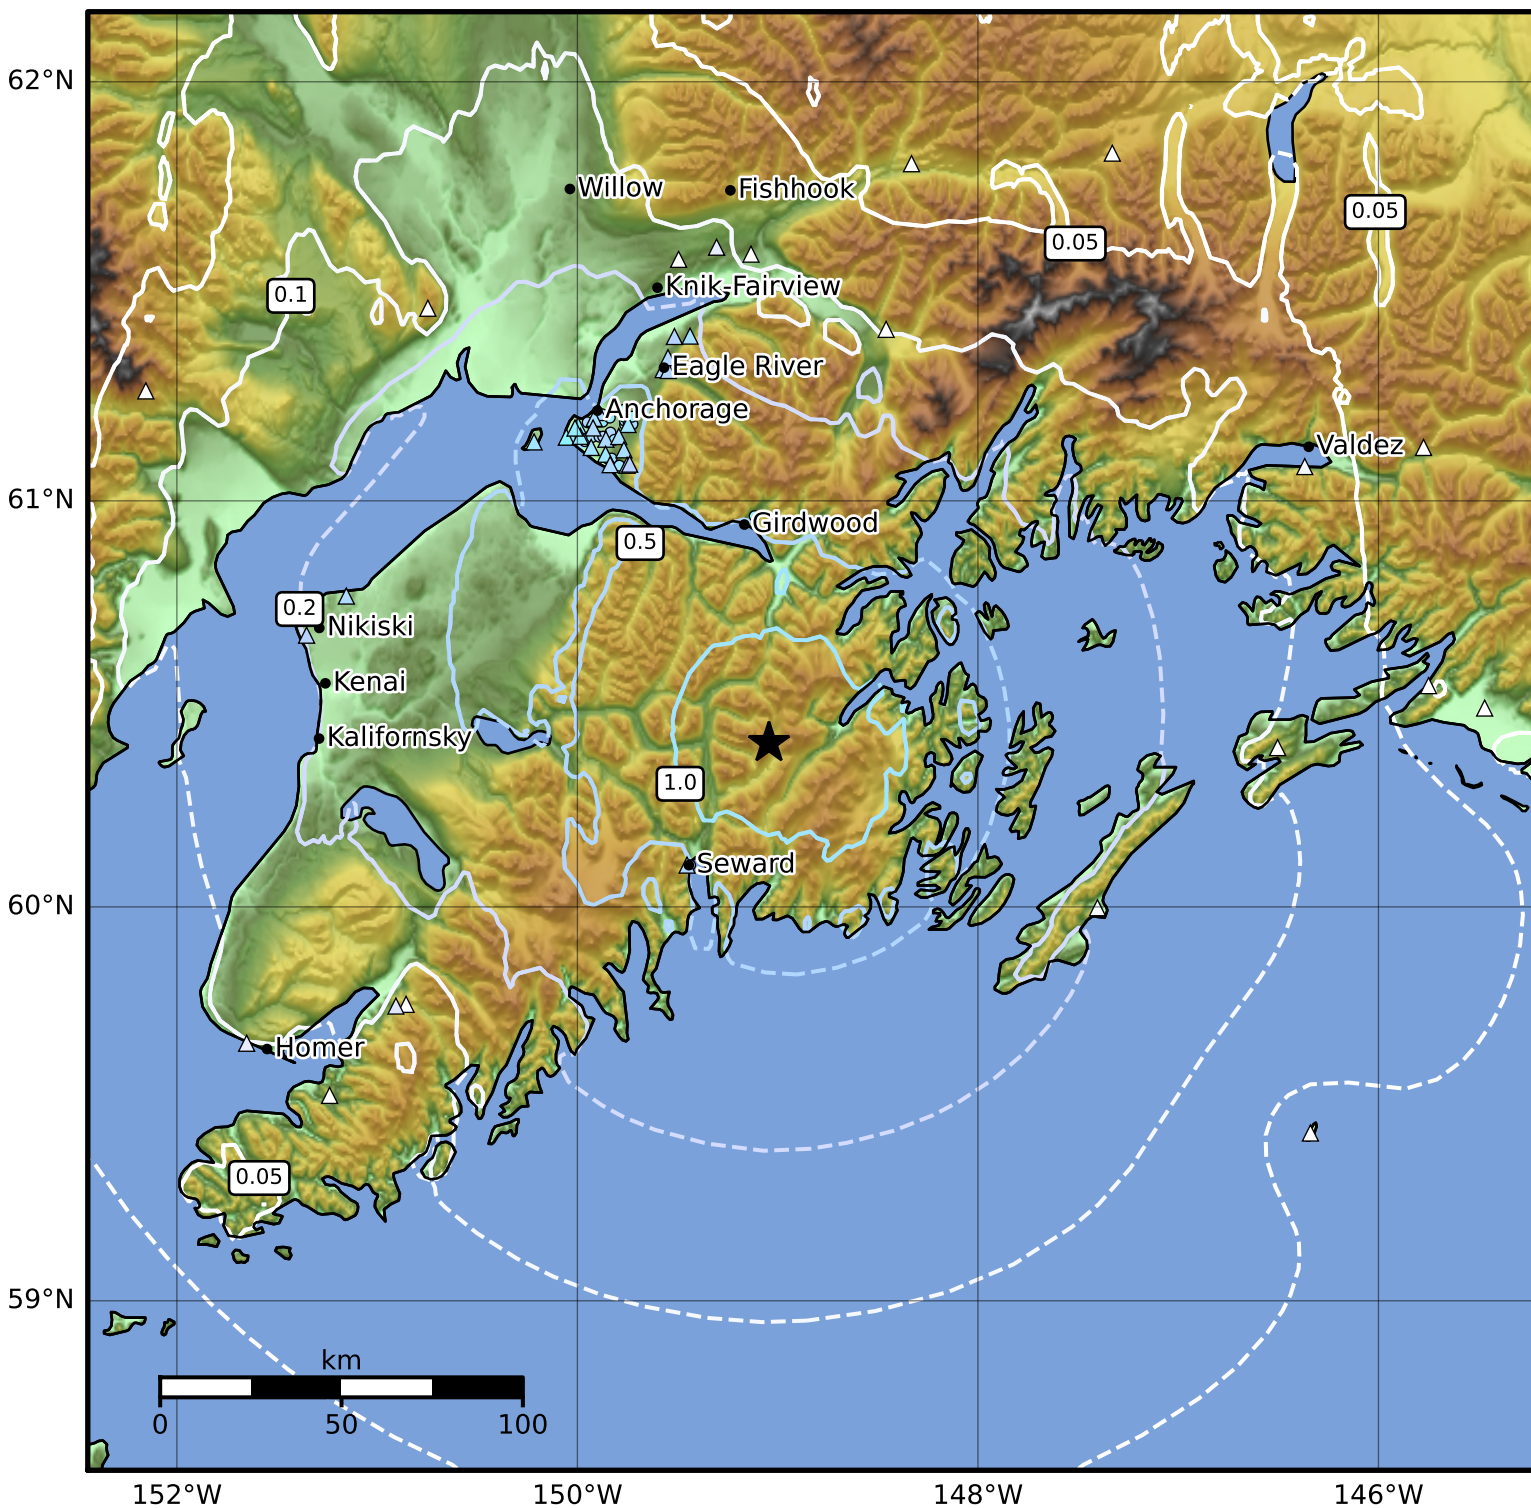 62°N
Willow
Fishhook
0.05
0.05
0.1
Knik-Fairview
Eagle River
Anchorage
Valdez
61°N
Girdwood
0.5
0.2
Nikiski
Kenai
Kalifornsky
1.0
Seward
60°N
Homer
0.05
59°N
km
0 50 100
152°W 150°W 148°W 146°W